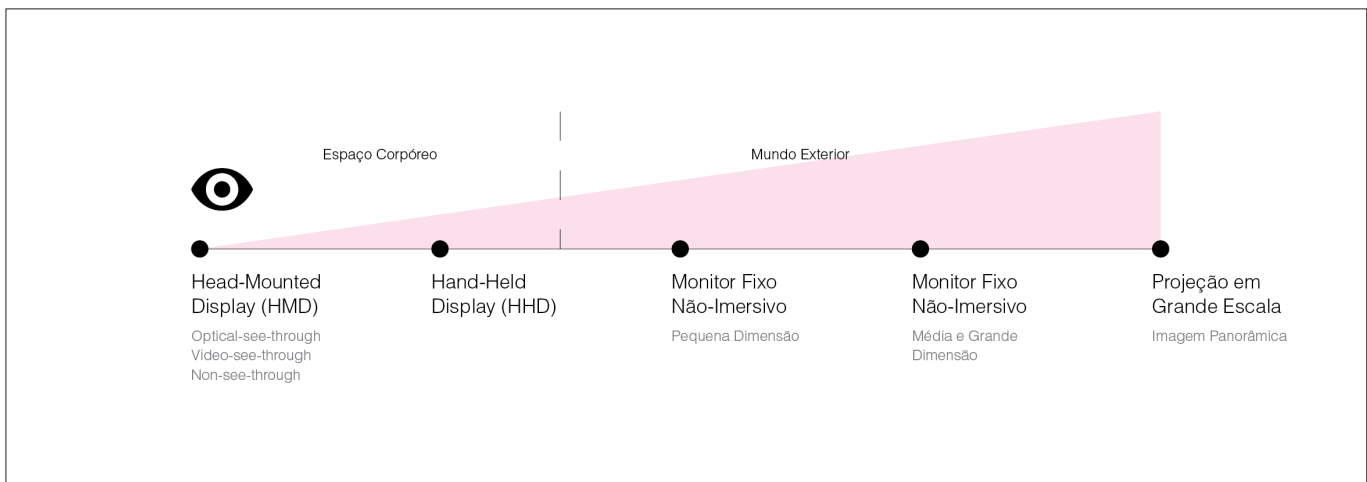 Espaço Corpóreo
Mundo Exterior
Head-Mounted
Display (HMD)
Optical-see-through
Video-see-through
Non-see-through
Hand-Held
Display (HHD)
Monitor Fixo
Não-Imersivo
Pequena Dimensão
Monitor Fixo
Não-Imersivo
Média e Grande
Dimensão
Projeção em
Grande Escala
Imagem Panorâmica